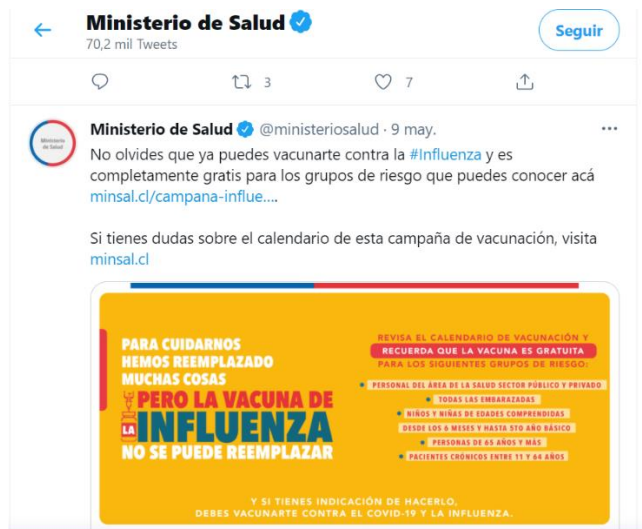 Ministerio de Salud
70,2 mil Tweets
Seguir
3
7
Ministerio de Salud
Ministerio de Salud @ministeriosalud · 9 may.
No olvides que ya puedes vacunarte contra la #Influenza y es
completamente gratis para los grupos de riesgo que puedes conocer acá
minsal.cl/campana-influe….
Si tienes dudas sobre el calendario de esta campaña de vacunación, visita
minsal.cl
PARA CUIDARNOS
HEMOS REEMPLAZADO
MUCHAS COSAS
PERO LA VACUNA DE
LA INFLUENZA
NO SE PUEDE REEMPLAZAR
REVISA EL CALENDARIO DE VACUNACIÓN Y
RECUERDA QUE LA VACUNA ES GRATUITA
PARA LOS SIGUIENTES GRUPOS DE RIESGO:
• PERSONAL DEL ÁREA DE LA SALUD SECTOR PÚBLICO Y PRIVADO
• TODAS LAS EMBARAZADAS
• NIÑOS Y NIÑAS DE EDADES COMPRENDIDAS
DESDE LOS 6 MESES Y HASTA 5TO AÑO BÁSICO
• PERSONAS DE 65 AÑOS Y MÁS
• PACIENTES CRÓNICOS ENTRE 11 Y 64 AÑOS
Y SI TIENES INDICACIÓN DE HACERLO,
DEBES VACUNARTE CONTRA EL COVID-19 Y LA INFLUENZA.